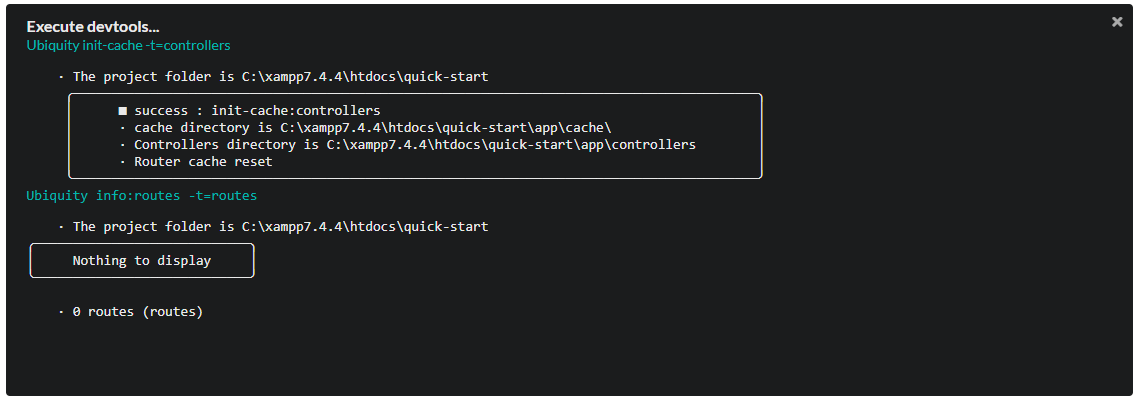 Execute devtools...
Ubiquity init-cache -t=controllers
· The project folder is C:\xampp7.4.4\htdocs\quick-start
■ success : init-cache:controllers
· cache directory is C:\xampp7.4.4\htdocs\quick-start\app\cache\
· Controllers directory is C:\xampp7.4.4\htdocs\quick-start\app\controllers
· Router cache reset
Ubiquity info:routes -t=routes
· The project folder is C:\xampp7.4.4\htdocs\quick-start
Nothing to display
· 0 routes (routes)